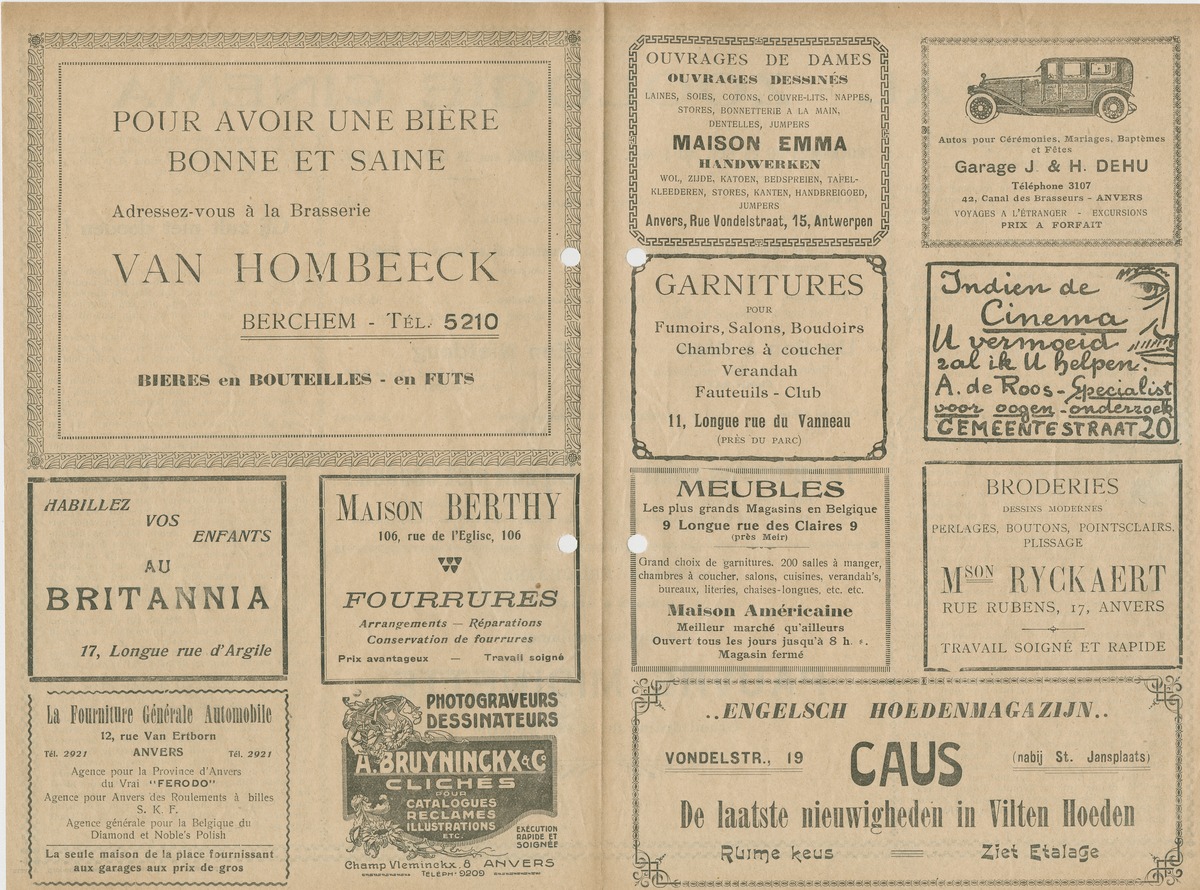 POUR AVOIR UNE BIÈRE
BONNE ET SAINE
Adressez-vous à la Brasserie
VAN HOMBEECK
BERCHEM - TÉL. 5210
BIERES en BOUTEILLES - en FUTS
HABILLEZ
VOS
ENFANTS
AU
BRITANNIA
17, Longue rue d'Argile
MAISON BERTHY
106, rue de l'Eglise, 106
FOURRURES
Arrangements — Réparations
Conservation de fourrures
Prix avantageux — Travail soigné
La Fourniture Générale Automobile
12, rue Van Ertborn
Tél. 2921 ANVERS Tél. 2921
Agence pour la Province d'Anvers
du Vrai "FERODO"
Agence pour Anvers des Roulements à billes
S. K. F.
Agence générale pour la Belgique du
Diamond et Noble's Polish
La seule maison de la place fournissant
aux garages aux prix de gros
PHOTOGRAVEURS
DESSINATEURS
A. BRUYNINCKX & Co
CLICHÉS
POUR
CATALOGUES
RECLAMES
ILLUSTRATIONS
ETC.
EXÉCUTION
RAPIDE ET
SOIGNÉE
Champ Vleminckx. 8 ANVERS
TÉLÉPH. 9209
OUVRAGES DE DAMES
OUVRAGES DESSINÉS
LAINES, SOIES, COTONS, COUVRE-LITS, NAPPES,
STORES, BONNETTERIE A LA MAIN,
DENTELLES, JUMPERS
MAISON EMMA
HANDWERKEN
WOL, ZIJDE, KATOEN, BEDSPREIEN, TAFEL-
KLEEDEREN, STORES, KANTEN, HANDBREIGOED,
JUMPERS
Anvers, Rue Vondelstraat, 15, Antwerpen
Autos pour Cérémonies, Mariages, Baptèmes
et Fêtes
Garage J. & H. DEHU
Téléphone 3107
42, Canal des Brasseurs - ANVERS
VOYAGES A L'ÉTRANGER - EXCURSIONS
PRIX A FORFAIT
GARNITURES
POUR
Fumoirs, Salons, Boudoirs
Chambres à coucher
Verandah
Fauteuils - Club
11, Longue rue du Vanneau
(PRÈS DU PARC)
Indien de
Cinema
U vermoeid
zal ik U helpen.
A. de Roos - Specialist
voor oogen-onderzoek
GEMEENTESTRAAT 20
MEUBLES
Les plus grands Magasins en Belgique
9 Longue rue des Claires 9
(près Meir)
Grand choix de garnitures. 200 salles à manger,
chambres à coucher, salons, cuisines, verandah's,
bureaux, literies, chaises-longues, etc. etc.
Maison Américaine
Meilleur marché qu'ailleurs
Ouvert tous les jours jusqu'à 8 h.
Magasin fermé
BRODERIES
DESSINS MODERNES
PERLAGES, BOUTONS, POINTSCLAIRS,
PLISSAGE
MSON RYCKAERT
RUE RUBENS, 17, ANVERS
TRAVAIL SOIGNÉ ET RAPIDE
..ENGELSCH HOEDENMAGAZIJN..
VONDELSTR., 19 CAUS (nabij St. Jansplaats)
De laatste nieuwigheden in Vilten Hoeden
Ruime keus Ziet Etalage